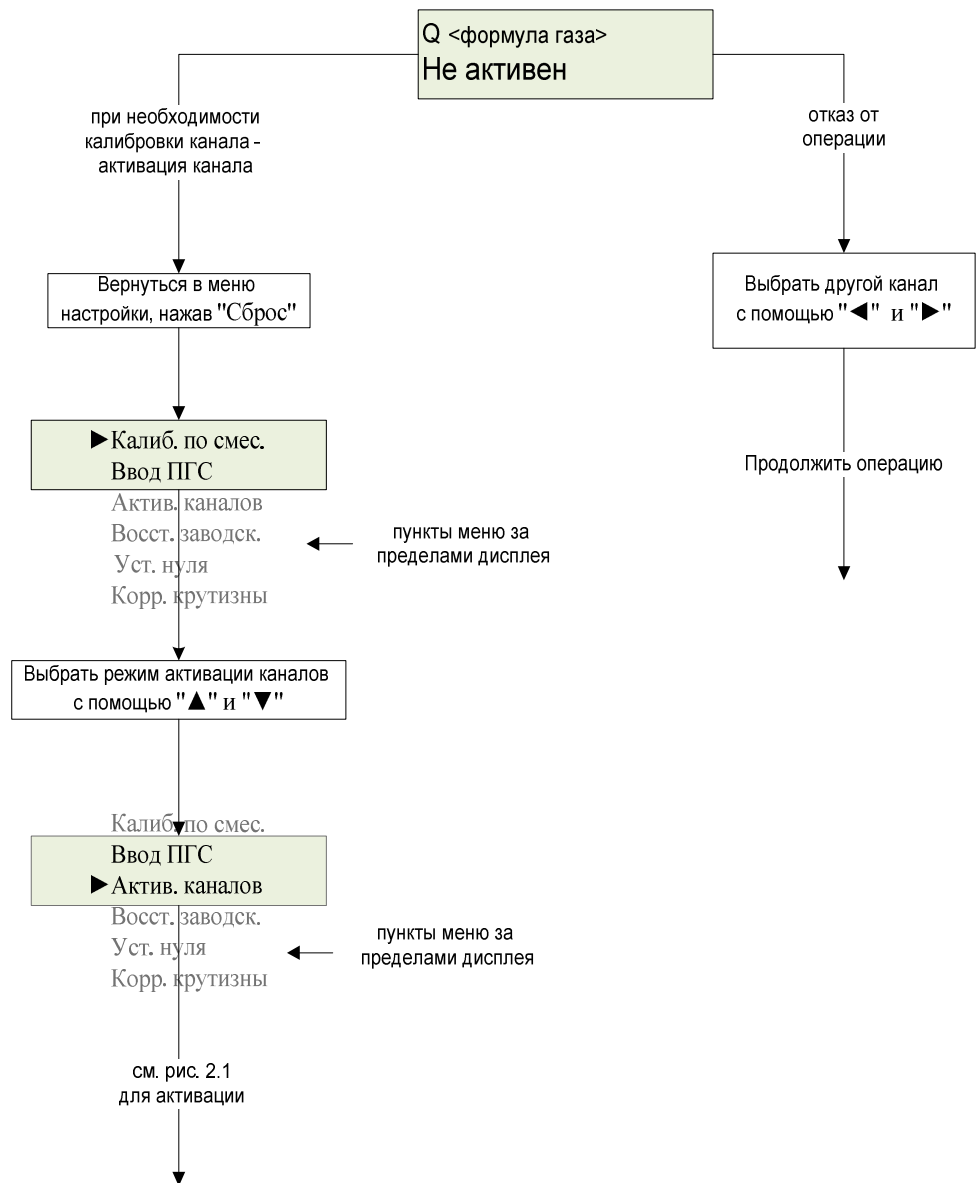 Q <формула газа>
Не активен
при необходимости
калибровки канала -
активация канала
отказ от
операции
Вернуться в меню
настройки, нажав "Сброс"
Выбрать другой канал
с помощью "◀" и "▶"
▶Калиб. по смес.
Ввод ПГС
Актив. каналов
Восст. заводск.
Уст. нуля
Корр. крутизны
пункты меню за
пределами дисплея
Продолжить операцию
Выбрать режим активации каналов
с помощью "▲" и "▼"
Калиб. по смес.
Ввод ПГС
▶Актив. каналов
Восст. заводск.
Уст. нуля
Корр. крутизны
пункты меню за
пределами дисплея
см. рис. 2.1
для активации